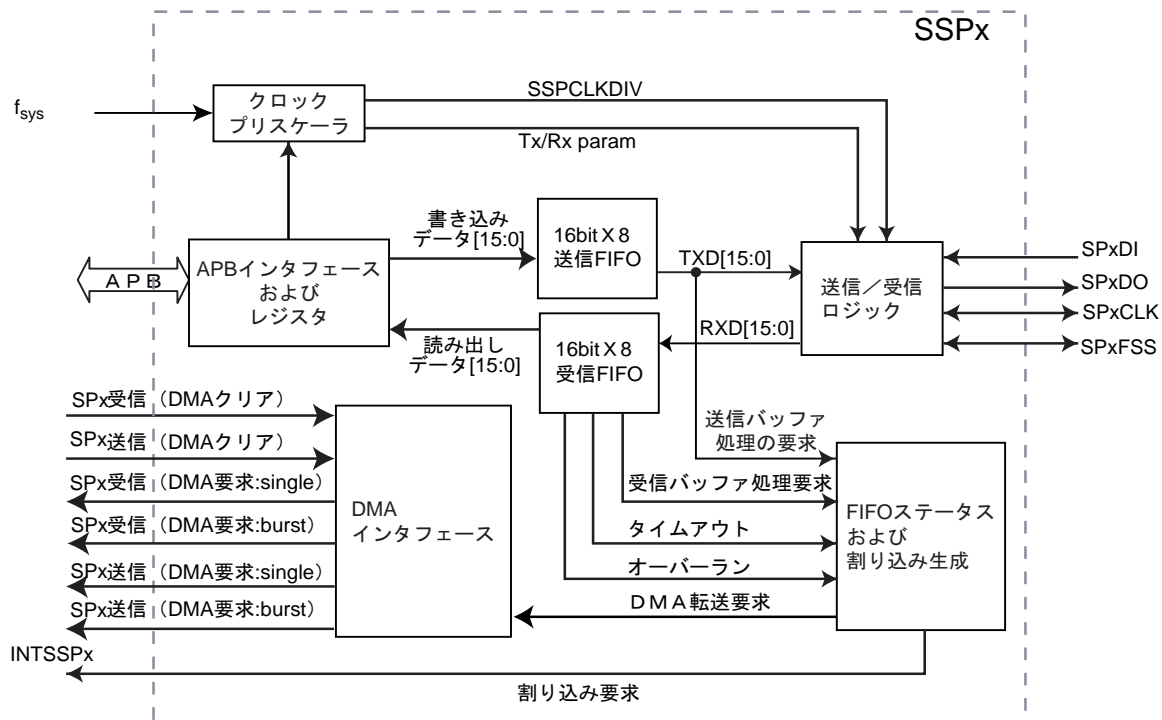 SSPx
fsys
クロック
プリスケーラ
SSPCLKDIV
Tx/Rx param
APB
APBインタフェース
および
レジスタ
書き込み
データ[15:0]
16bit X 8
送信FIFO
TXD[15:0]
送信／受信
ロジック
SPxDI
SPxDO
SPxCLK
SPxFSS
読み出し
データ[15:0]
16bit X 8
受信FIFO
RXD[15:0]
SPx受信（DMAクリア）
SPx送信（DMAクリア）
SPx受信（DMA要求:single）
SPx受信（DMA要求:burst）
SPx送信（DMA要求:single）
SPx送信（DMA要求:burst）
DMA
インタフェース
送信バッファ
処理の要求
受信バッファ処理要求
タイムアウト
オーバーラン
ＤＭＡ転送要求
FIFOステータス
および
割り込み生成
INTSSPx
割り込み要求